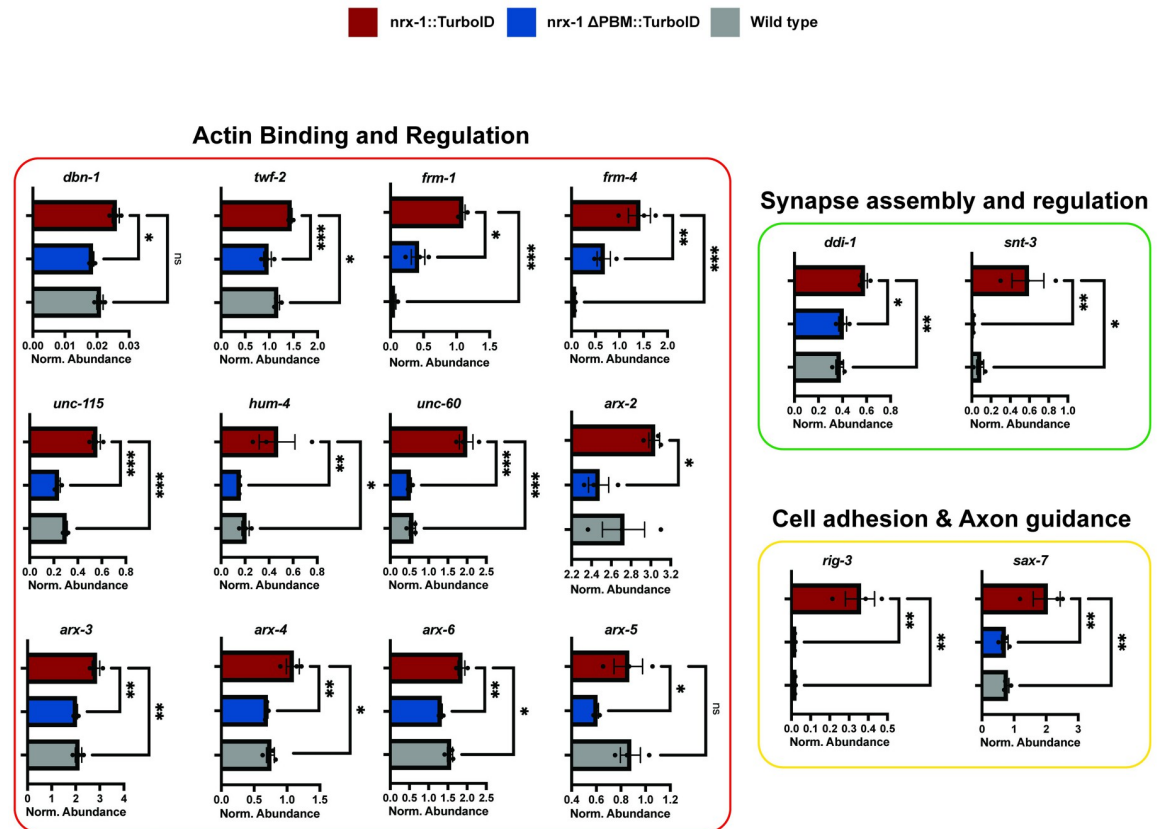 nrx-1::TurboID nrx-1 ΔPBM::TurboID Wild type
Actin Binding and Regulation
dbn-1 twf-2 frm-1 frm-4
* ns *** * * *** ** ***
0.00 0.01 0.02 0.03 0.0 0.5 1.0 1.5 2.0 0.0 0.5 1.0 1.5 0.0 0.5 1.0 1.5 2.0
Norm. Abundance Norm. Abundance Norm. Abundance Norm. Abundance
unc-115 hum-4 unc-60 arx-2
*** *** ** * *** *** *
0.0 0.2 0.4 0.6 0.8 0.0 0.2 0.4 0.6 0.8 0.0 0.5 1.0 1.5 2.0 2.5 2.2 2.4 2.6 2.8 3.0 3.2
Norm. Abundance Norm. Abundance Norm. Abundance Norm. Abundance
arx-3 arx-4 arx-6 arx-5
** ** ** * ** * * ns
0 1 2 3 4 0.0 0.5 1.0 1.5 0.0 0.5 1.0 1.5 2.0 2.5 0.4 0.6 0.8 1.0 1.2
Norm. Abundance Norm. Abundance Norm. Abundance Norm. Abundance
Synapse assembly and regulation
ddi-1 snt-3
* ** ** *
0.0 0.2 0.4 0.6 0.8 0.0 0.2 0.4 0.6 0.8 1.0
Norm. Abundance Norm. Abundance
Cell adhesion & Axon guidance
rig-3 sax-7
** ** ** **
0.0 0.1 0.2 0.3 0.4 0.5 0 1 2 3
Norm. Abundance Norm. Abundance